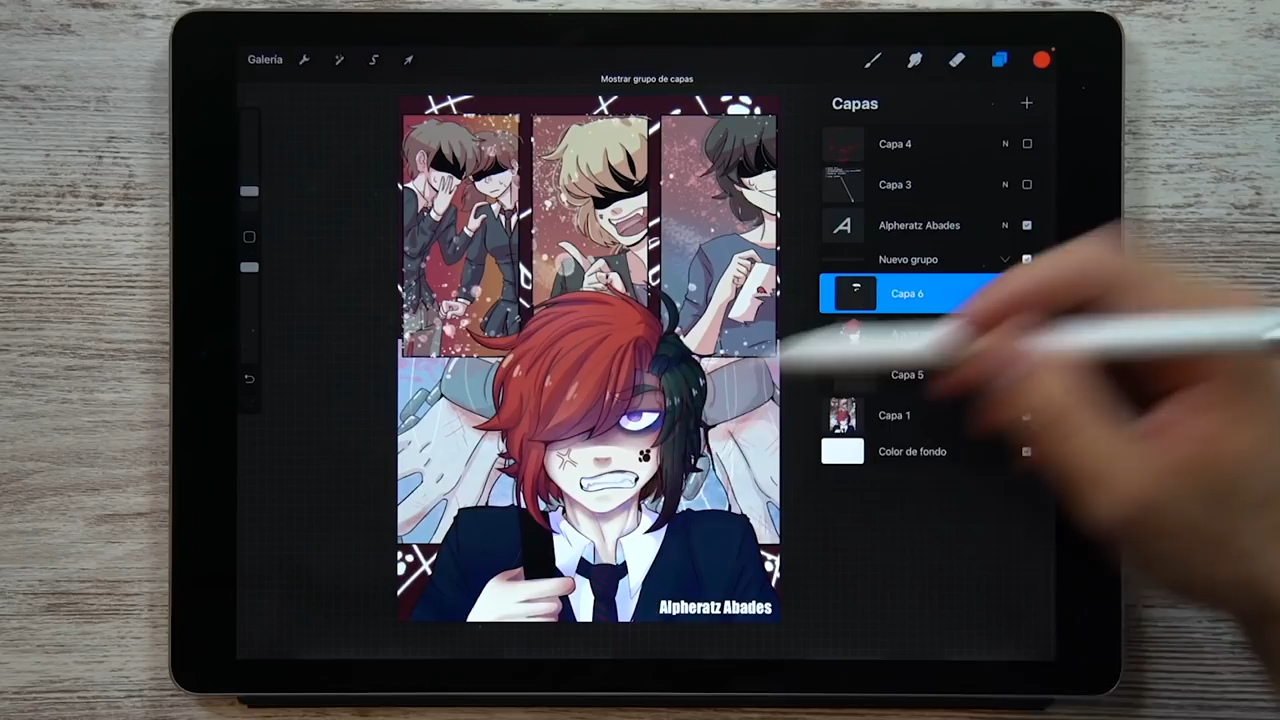 Galería
Mostrar grupo de capas
Capas
Capa 4 N
Capa 3 N
Alpheratz Abades N
Nuevo grupo
Capa 6
Capa 5
Capa 1
Color de fondo
Alpheratz Abades